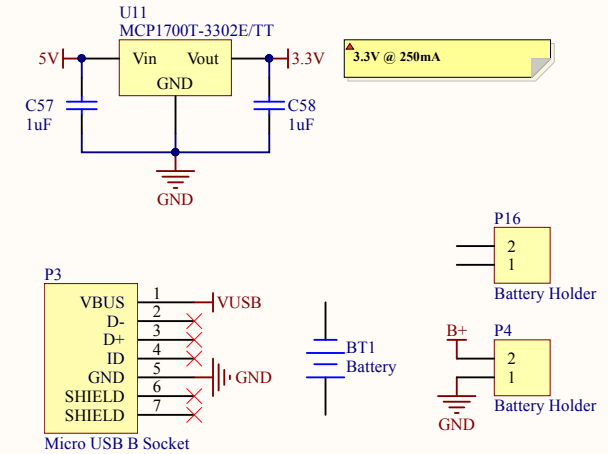 U11
MCP1700T-3302E/TT
5V
Vin
Vout
3.3V
GND
C57
1uF
C58
1uF
GND
3.3V @ 250mA
P16
2
1
Battery Holder
P3
VBUS 1 VUSB
D- 2
D+ 3
ID 4
GND 5 GND
SHIELD 6
SHIELD 7
Micro USB B Socket
BT1
Battery
B+
P4
2
1
Battery Holder
GND